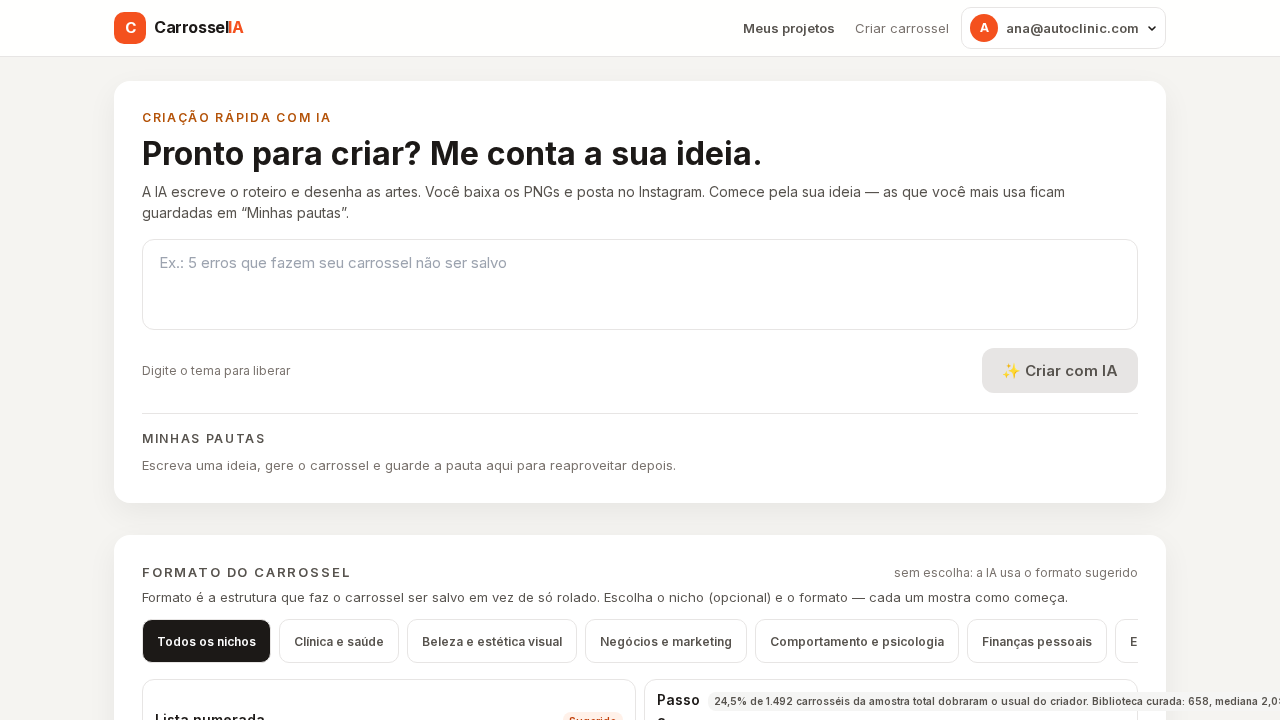 C CarrosselIA
Meus projetos Criar carrossel A ana@autoclinic.com
CRIAÇÃO RÁPIDA COM IA
Pronto para criar? Me conta a sua ideia.
A IA escreve o roteiro e desenha as artes. Você baixa os PNGs e posta no Instagram. Comece pela sua ideia — as que você mais usa ficam
guardadas em “Minhas pautas”.
Ex.: 5 erros que fazem seu carrossel não ser salvo
Digite o tema para liberar
✨ Criar com IA
MINHAS PAUTAS
Escreva uma ideia, gere o carrossel e guarde a pauta aqui para reaproveitar depois.
FORMATO DO CARROSSEL
sem escolha: a IA usa o formato sugerido
Formato é a estrutura que faz o carrossel ser salvo em vez de só rolado. Escolha o nicho (opcional) e o formato — cada um mostra como começa.
Todos os nichos Clínica e saúde Beleza e estética visual Negócios e marketing Comportamento e psicologia Finanças pessoais E
Passo 24,5% de 1.492 carrosséis da amostra total dobraram o usual do criador. Biblioteca curada: 658, mediana 2,0
Lista numerada Sugerido